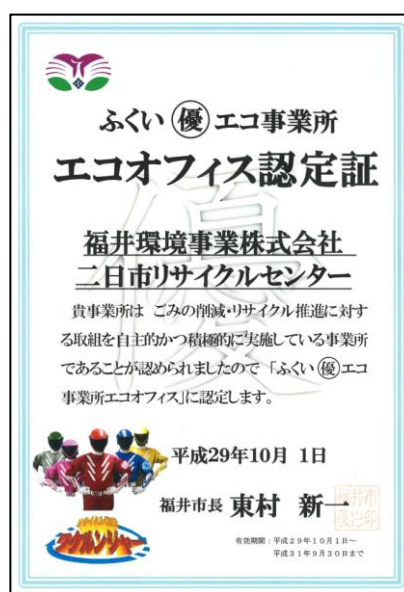 ふくい優エコ事業所
エコオフィス認定証
優
福井環境事業株式会社
二日市リサイクルセンター
貴事業所は ごみの削減・リサイクル推進に対す
る取組を自主的かつ積極的に実施している事業所
であることが認められましたので「ふくい優エコ
事業所エコオフィス」に認定します。
平成29年10月 1日
福井市長 東村 新一
ワケルンジャー
有効期間:平成29年10月1日~
平成31年9月30日まで